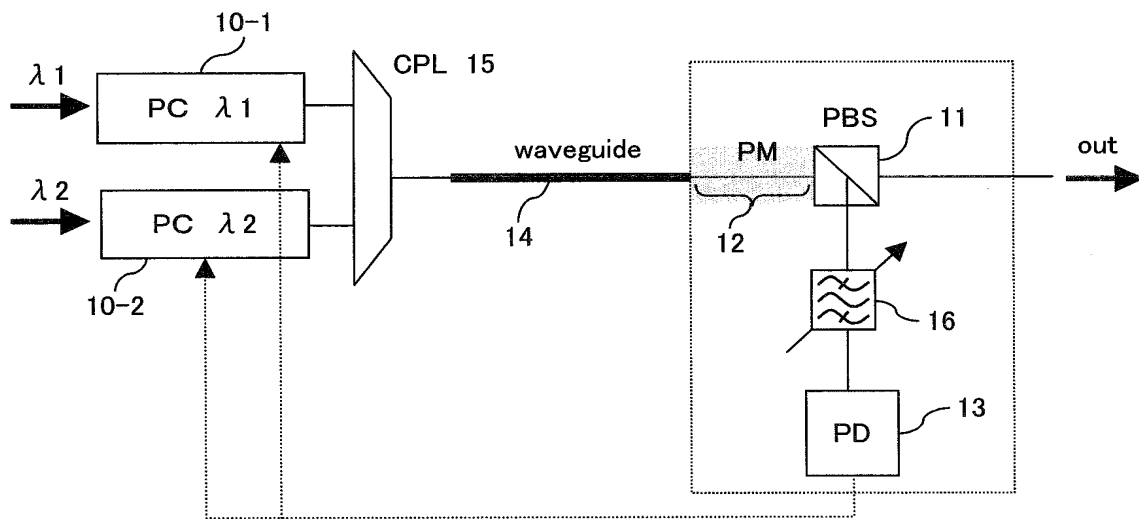 10-1
CPL 15
λ1
PC λ1
PBS
11
waveguide
PM
out
λ2
PC λ2
14
12
10-2
16
13
PD